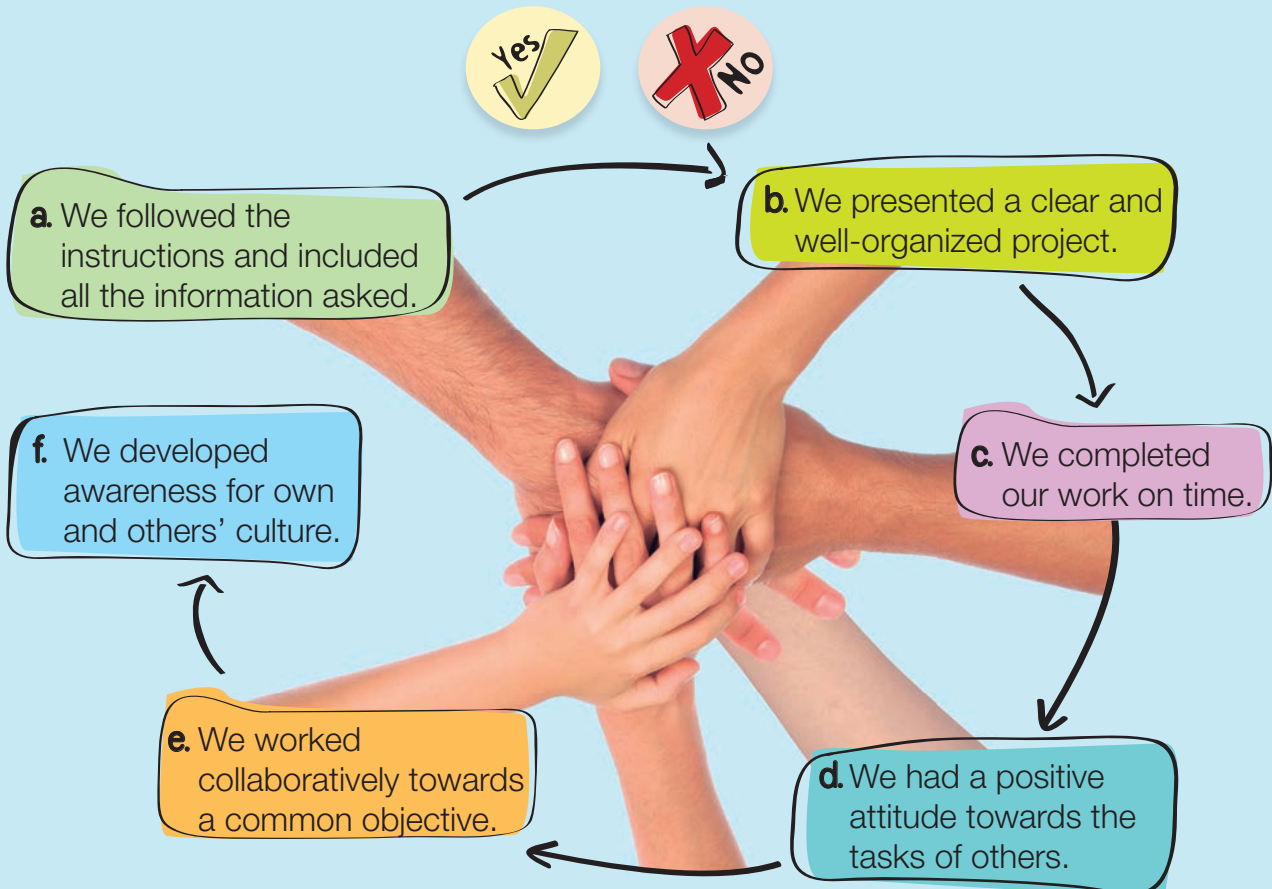 Yes
No
a. We followed the
instructions and included
all the information asked.
b. We presented a clear and
well-organized project.
c. We completed
our work on time.
d. We had a positive
attitude towards the
tasks of others.
e. We worked
collaboratively towards
a common objective.
f. We developed
awareness for own
and others’ culture.